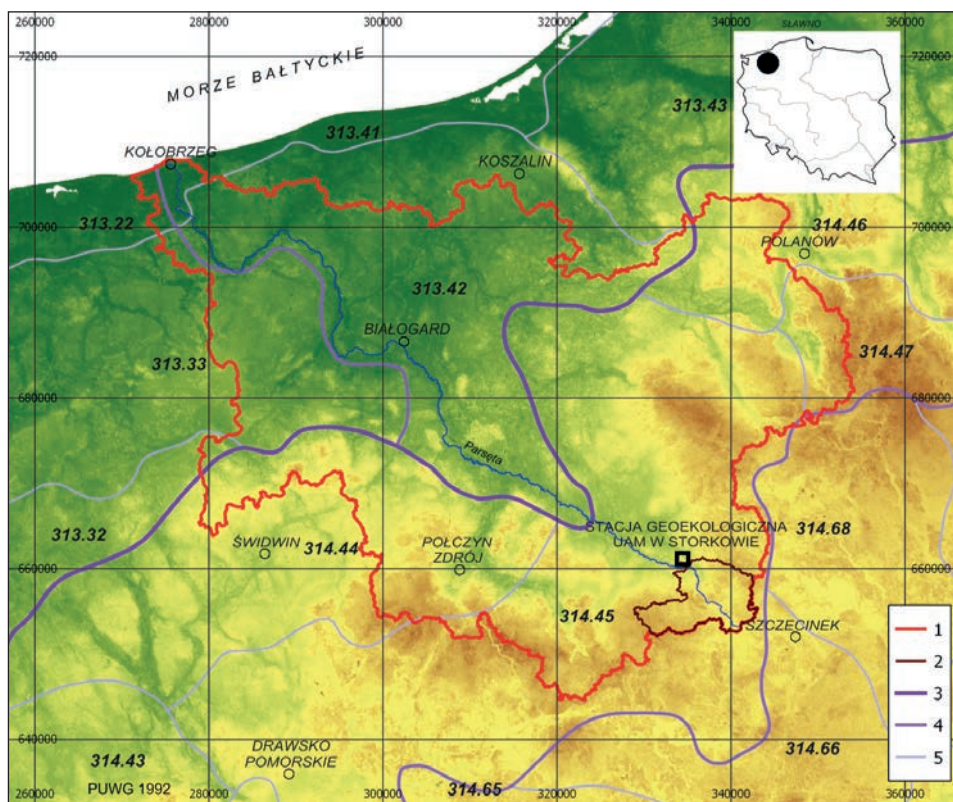 260000 280000 300000 320000 340000 360000
SŁAWNO
720000 720000
MORZE BAŁTYCKIE
313.43
313.41
KOŁOBRZEG
KOSZALIN
313.22
700000 700000
314.46
POLANÓW
313.42
BIAŁOGARD
313.33
314.47
680000 680000
Parsęta
STACJA GEOEKOLOGICZNA
UAM W STORKOWIE
314.68
313.32
ŚWIDWIN
314.44
POŁCZYN
ZDRÓJ
660000 660000
314.45
SZCZECINEK
1
2
3
4
5
640000 640000
DRAWSKO
POMORSKIE
314.66
314.43
314.65
PUWG 1992
260000 280000 300000 320000 340000 360000